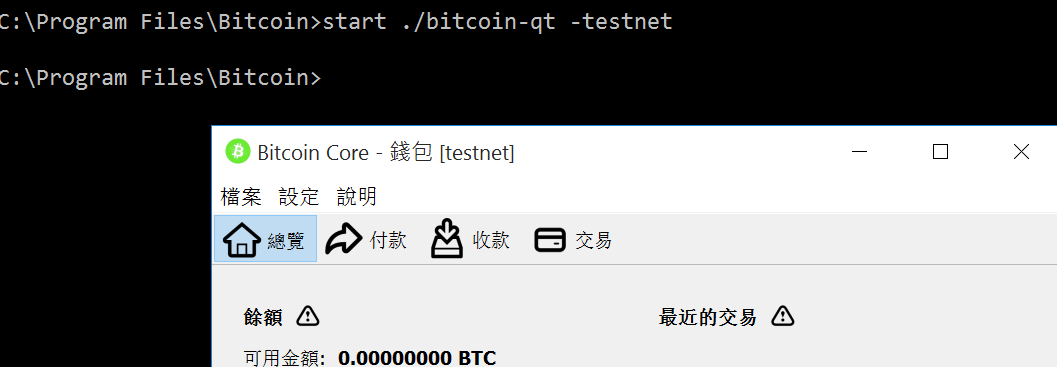 C:\Program Files\Bitcoin>start ./bitcoin-qt -testnet
C:\Program Files\Bitcoin>
Bitcoin Core - 錢包 [testnet]
檔案 設定 說明
總覽 付款 收款 交易
餘額 最近的交易
可用金額: 0.00000000 BTC